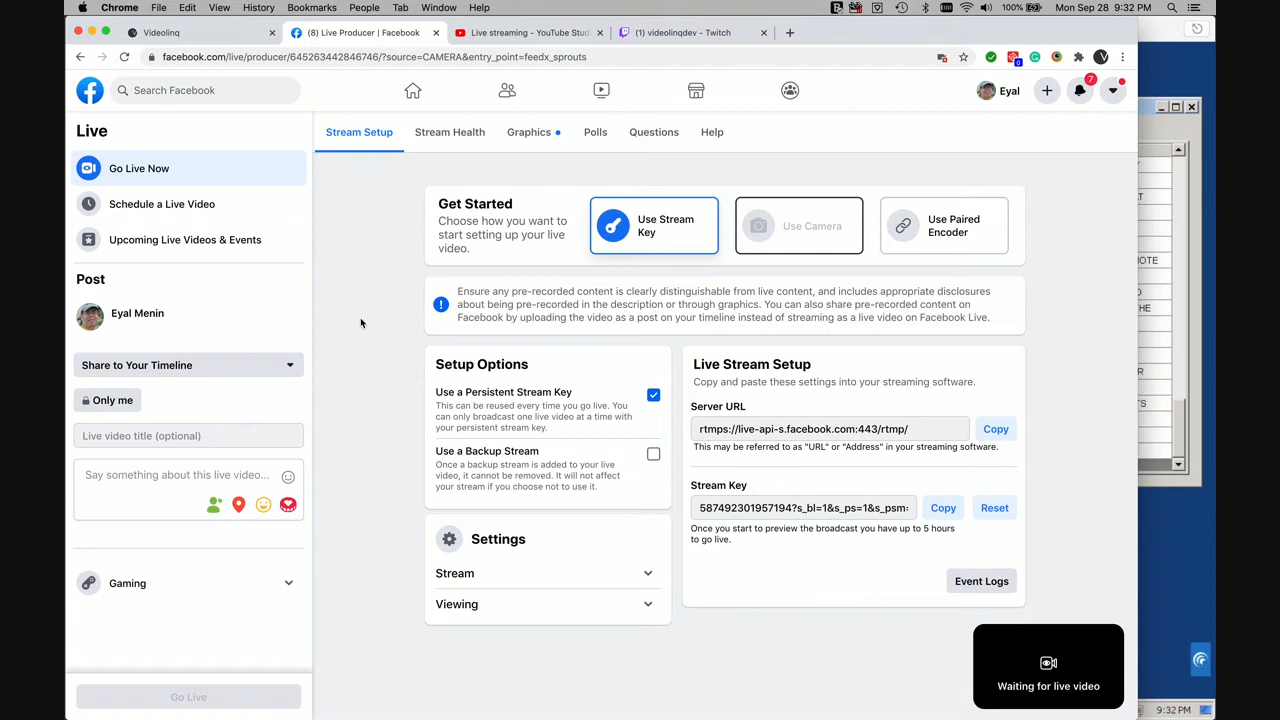 Chrome File Edit View History Bookmarks People Tab Window Help 100% Mon Sep 28 9:32 PM
Videolinq (8) Live Producer | Facebook Live streaming - YouTube Stud (1) videolinqdev - Twitch
facebook.com/live/producer/645263442846746/?source=CAMERA&entry_point=feedx_sprouts
0
V
Search Facebook
Eyal
7
Live
Go Live Now
Schedule a Live Video
Upcoming Live Videos & Events
Post
Eyal Menin
Share to Your Timeline
Only me
Live video title (optional)
Say something about this live video...
Gaming
Go Live
Stream Setup Stream Health Graphics Polls Questions Help
Get Started
Choose how you want
to start setting up your live
video.
Use Stream
Key
Use Camera
Use Paired
Encoder
Ensure any pre-recorded content is clearly distinguishable from live content, and includes appropriate disclosures
about being pre-recorded in the description or through graphics. You can also share pre-recorded content on
Facebook by uploading the video as a post on your timeline instead of streaming as a live video on Facebook Live.
Setup Options
Use a Persistent Stream Key
This can be reused every time you go live. You
can only broadcast one live video at a time with
your persistent stream key.
Use a Backup Stream
Once a backup stream is added to your live
video, it cannot be removed. It will not affect
your stream if you choose not to use it.
Settings
Stream
Viewing
Live Stream Setup
Copy and paste these settings into your streaming software.
Server URL
rtmps://live-api-s.facebook.com:443/rtmp/
Copy
This may be referred to as "URL" or "Address" in your streaming software.
Stream Key
587492301957194?s_bl=1&s_ps=1&s_psm=
Copy
Reset
Once you start to preview the broadcast you have up to 5 hours
to go live.
Event Logs
Waiting for live video
AT
OTE
D
HE
R
TS
9:32 PM